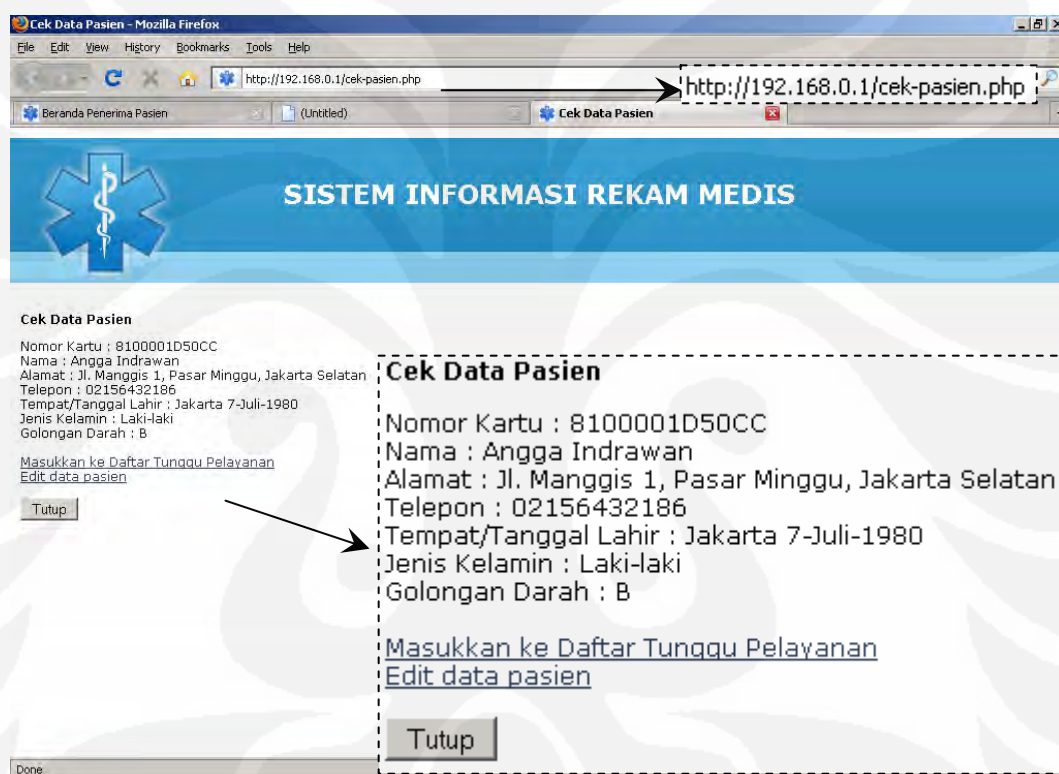 Cek Data Pasien - Mozilla Firefox
File Edit View History Bookmarks Tools Help
http://192.168.0.1/cek-pasien.php
http://192.168.0.1/cek-pasien.php
Beranda Penerima Pasien (Untitled) Cek Data Pasien
SISTEM INFORMASI REKAM MEDIS
Cek Data Pasien
Nomor Kartu : 8100001D50CC
Nama : Angga Indrawan
Alamat : Jl. Manggis 1, Pasar Minggu, Jakarta Selatan
Telepon : 02156432186
Tempat/Tanggal Lahir : Jakarta 7-Juli-1980
Jenis Kelamin : Laki-laki
Golongan Darah : B
Masukkan ke Daftar Tunggu Pelayanan
Edit data pasien
Tutup
Cek Data Pasien
Nomor Kartu : 8100001D50CC
Nama : Angga Indrawan
Alamat : Jl. Manggis 1, Pasar Minggu, Jakarta Selatan
Telepon : 02156432186
Tempat/Tanggal Lahir : Jakarta 7-Juli-1980
Jenis Kelamin : Laki-laki
Golongan Darah : B
Masukkan ke Daftar Tunggu Pelayanan
Edit data pasien
Tutup
Done